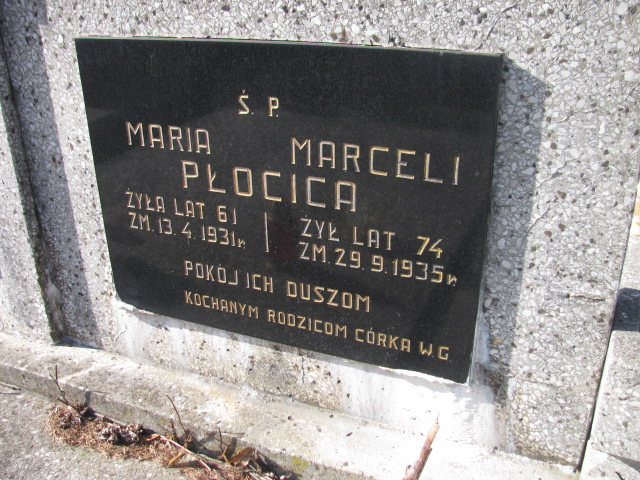 Ś. P.
MARIA MARCELI
PŁOCICA
ŻYŁA LAT 61 ŻYŁ LAT 74
ZM. 13. 4. 1931 r. ZM. 29. 9. 1935 r.
POKÓJ ICH DUSZOM
KOCHANYM RODZICOM CÓRKA W.G.